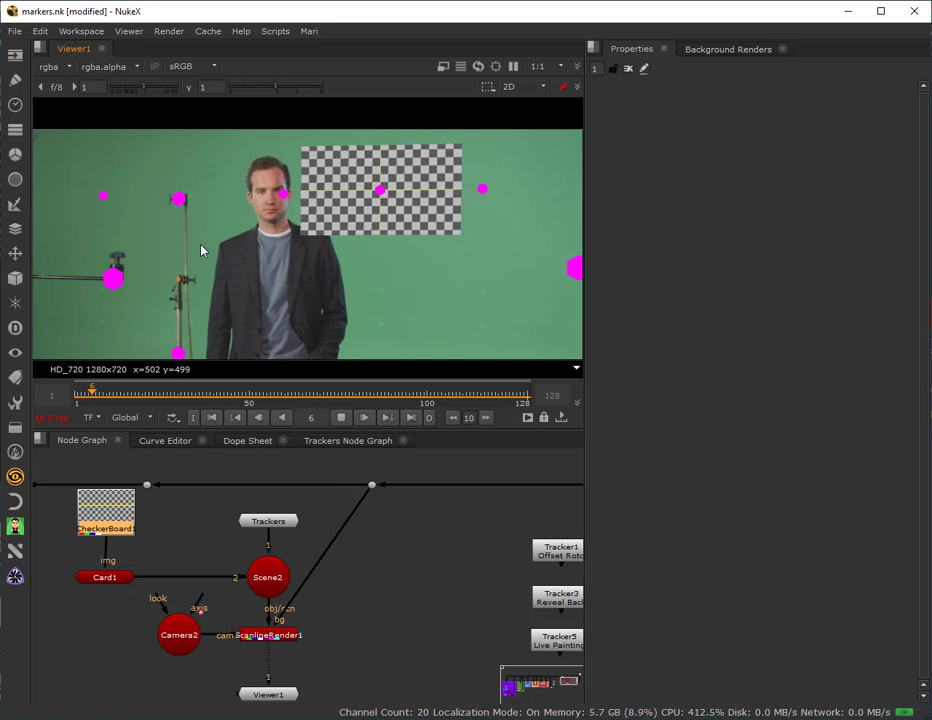 markers.nk [modified] - NukeX
File Edit Workspace Viewer Render Cache Help Scripts Mari
Viewer1
Properties
Background Renders
rgba rgba.alpha IP sRGB 1:1
1
f/8 1 γ 1 2D
HD_720 1280x720 x=502 y=499
1 6 128
1 50 100 128
TF Global 6 10
Node Graph Curve Editor Dope Sheet Trackers Node Graph
CheckerBoard1
img
Card1
Trackers
1
2
Scene2
look
axis
Camera2
cam
obj/scn
bg
ScanlineRender1
1
Viewer1
Tracker1
Offset Roto
Tracker3
Reveal Back
Tracker5
Live Painting
Channel Count: 20 Localization Mode: On Memory: 5.7 GB (8.9%) CPU: 412.5% Disk: 0.0 MB/s Network: 0.0 MB/s